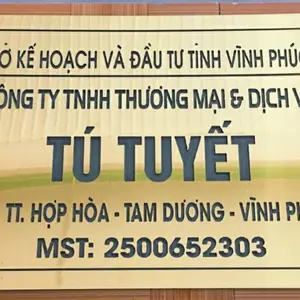 Ở KẾ HOẠCH VÀ ĐẦU TƯ TỈNH VĨNH PHÚC
ÔNG TY TNHH THƯƠNG MẠI & DỊCH V
TÚ TUYẾT
TT. HỢP HÒA - TAM DƯƠNG - VĨNH PH
MST: 2500652303